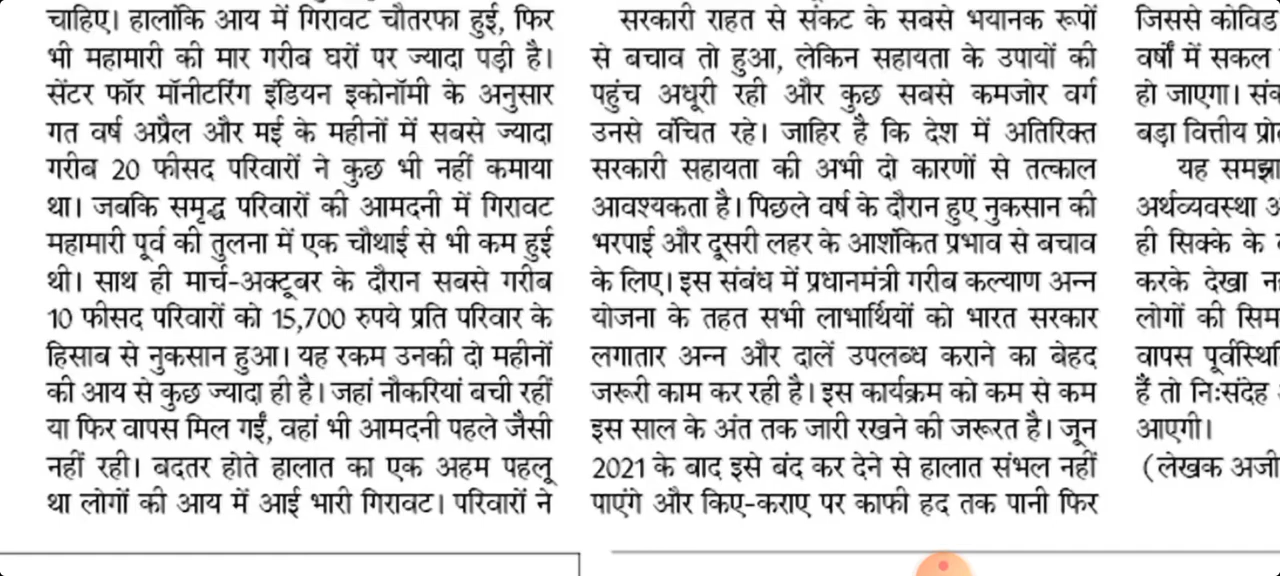 चाहिए। हालांकि आय में गिरावट चौतरफा हुई, फिर
भी महामारी की मार गरीब घरों पर ज्यादा पड़ी है।
सेंटर फॉर मॉनीटरिंग इंडियन इकोनॉमी के अनुसार
गत वर्ष अप्रैल और मई के महीनों में सबसे ज्यादा
गरीब 20 फीसद परिवारों ने कुछ भी नहीं कमाया
था। जबकि समृद्ध परिवारों की आमदनी में गिरावट
महामारी पूर्व की तुलना में एक चौथाई से भी कम हुई
थी। साथ ही मार्च-अक्टूबर के दौरान सबसे गरीब
10 फीसद परिवारों को 15,700 रुपये प्रति परिवार के
हिसाब से नुकसान हुआ। यह रकम उनकी दो महीनों
की आय से कुछ ज्यादा ही है। जहां नौकरियां बची रहीं
या फिर वापस मिल गईं, वहां भी आमदनी पहले जैसी
नहीं रही। बदतर होते हालात का एक अहम पहलू
था लोगों की आय में आई भारी गिरावट। परिवारों ने
सरकारी राहत से संकट के सबसे भयानक रूपों
से बचाव तो हुआ, लेकिन सहायता के उपायों की
पहुंच अधूरी रही और कुछ सबसे कमजोर वर्ग
उनसे वंचित रहे। जाहिर है कि देश में अतिरिक्त
सरकारी सहायता की अभी दो कारणों से तत्काल
आवश्यकता है। पिछले वर्ष के दौरान हुए नुकसान की
भरपाई और दूसरी लहर के आशंकित प्रभाव से बचाव
के लिए। इस संबंध में प्रधानमंत्री गरीब कल्याण अन्न
योजना के तहत सभी लाभार्थियों को भारत सरकार
लगातार अन्न और दालें उपलब्ध कराने का बेहद
जरूरी काम कर रही है। इस कार्यक्रम को कम से कम
इस साल के अंत तक जारी रखने की जरूरत है। जून
2021 के बाद इसे बंद कर देने से हालात संभल नहीं
पाएंगे और किए-कराए पर काफी हद तक पानी फिर
जिससे कोविड
वर्षों में सकल
हो जाएगा।
बड़ा वित्तीय
यह
अर्थव्यवस्था
ही सिक्के के
करके देखा
लोगों की
वापस
हैं तो निःसंदेह
आएगी।
(लेखक